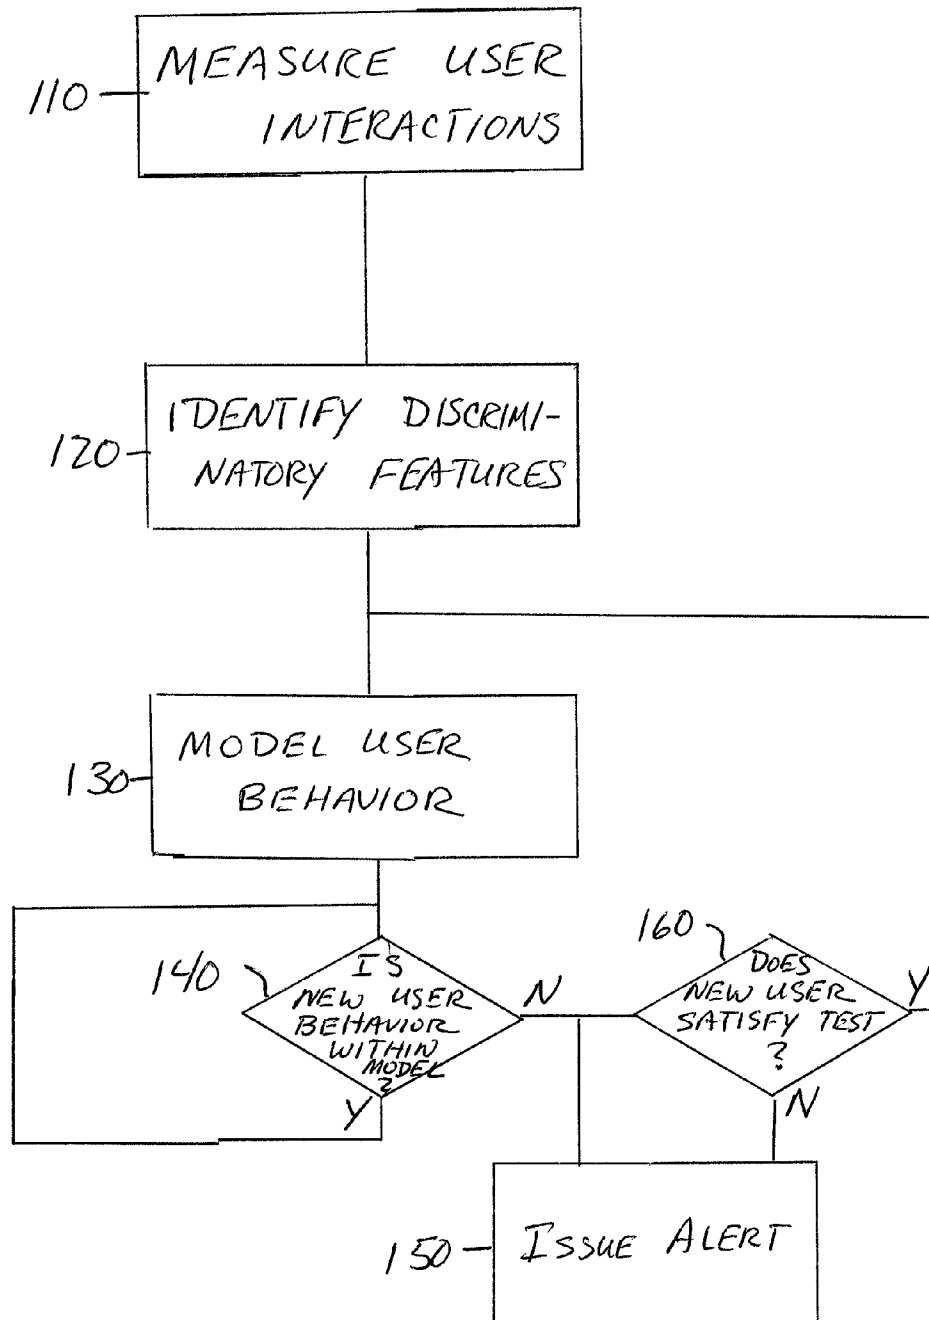 MEASURE USER
110
INTERACTIONS
IDENTIFY DISCRIMI-
120
NATORY FEATURES
MODEL USER
130
BEHAVIOR
140
IS
NEW USER
BEHAVIOR
WITHIN
MODEL
?
Y
N
160
DOES
NEW USER
SATISFY TEST
?
Y
N
150
ISSUE ALERT